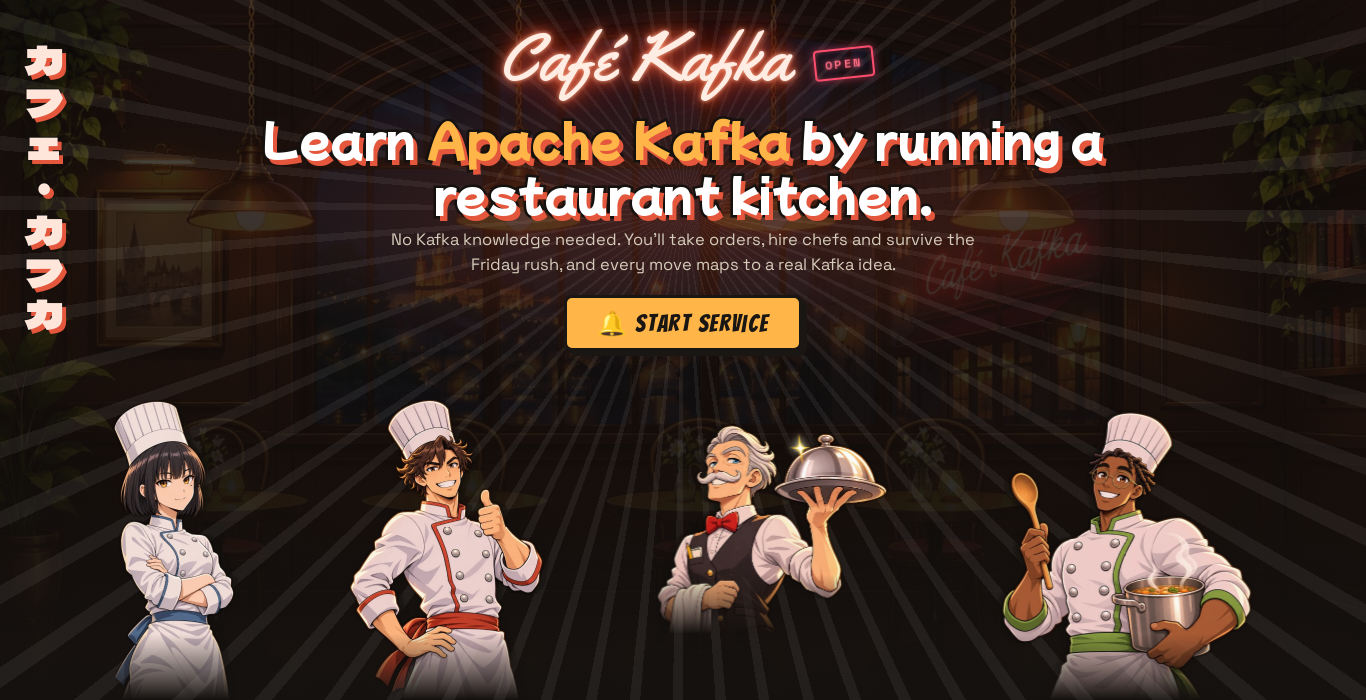 カフェ・カフカ
Café Kafka
OPEN
Learn Apache Kafka by running a
restaurant kitchen.
No Kafka knowledge needed. You'll take orders, hire chefs and survive the
Friday rush, and every move maps to a real Kafka idea.
Café Kafka
🔔 START SERVICE